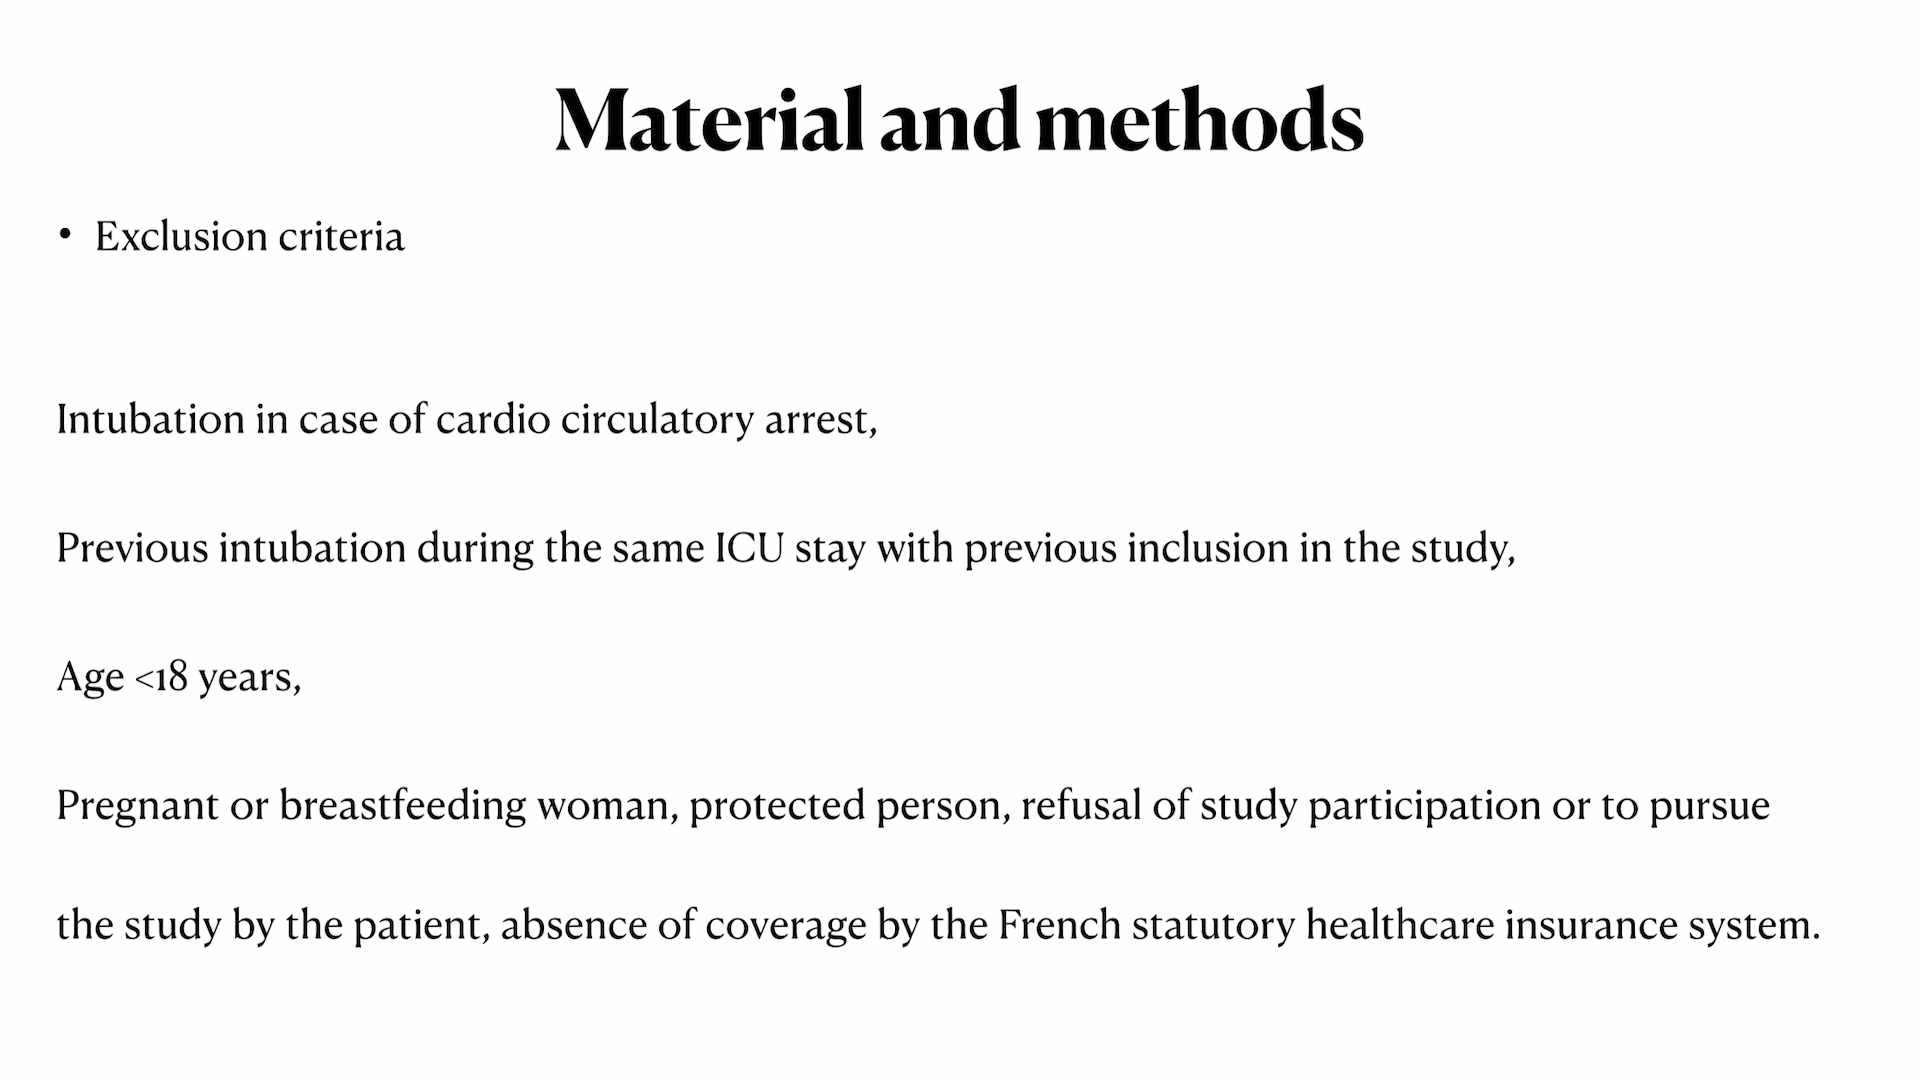 Material and methods
• Exclusion criteria
Intubation in case of cardio circulatory arrest,
Previous intubation during the same ICU stay with previous inclusion in the study,
Age <18 years,
Pregnant or breastfeeding woman, protected person, refusal of study participation or to pursue
the study by the patient, absence of coverage by the French statutory healthcare insurance system.